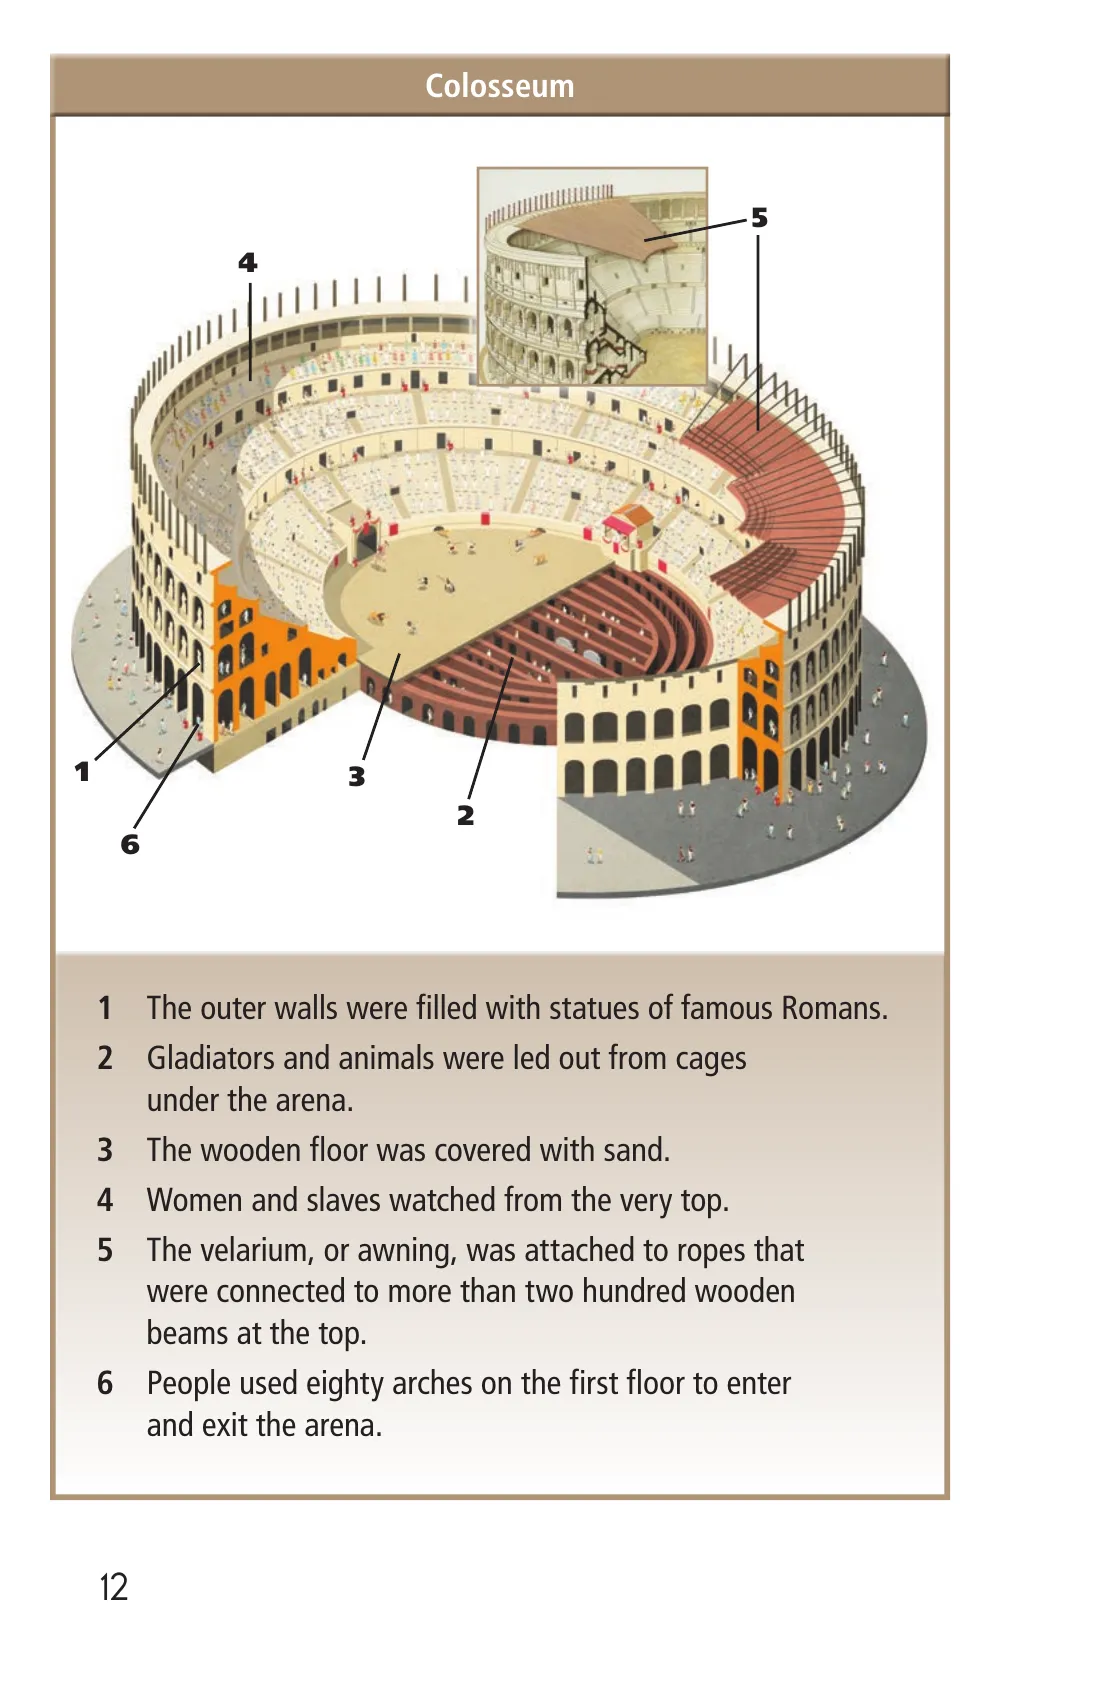 Colosseum
5
4
1
3
2
6
1 The outer walls were filled with statues of famous Romans.
2 Gladiators and animals were led out from cages
under the arena.
3 The wooden floor was covered with sand.
4 Women and slaves watched from the very top.
5 The velarium, or awning, was attached to ropes that
were connected to more than two hundred wooden
beams at the top.
6 People used eighty arches on the first floor to enter
and exit the arena.
12